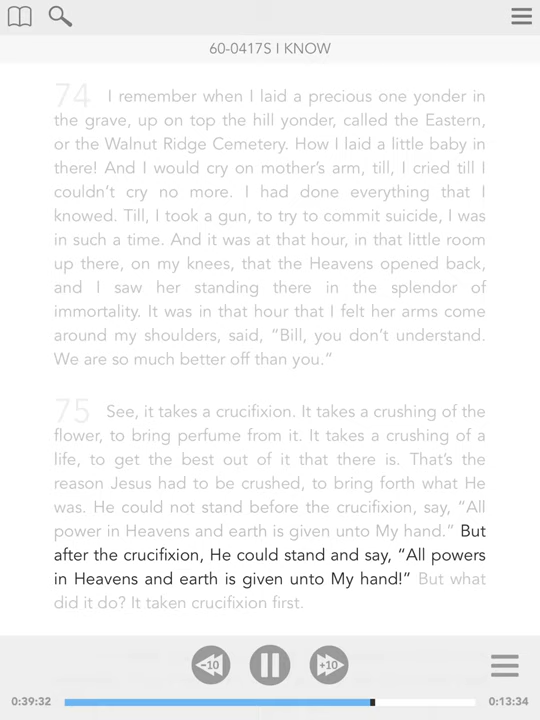 60-0417S I KNOW
74 I remember when I laid a precious one yonder in
the grave, up on top the hill yonder, called the Eastern,
or the Walnut Ridge Cemetery. How I laid a little baby in
there! And I would cry on mother’s arm, till, I cried till I
couldn’t cry no more. I had done everything that I
knowed. Till, I took a gun, to try to commit suicide, I was
in such a time. And it was at that hour, in that little room
up there, on my knees, that the Heavens opened back,
and I saw her standing there in the splendor of
immortality. It was in that hour that I felt her arms come
around my shoulders, said, “Bill, you don’t understand.
We are so much better off than you.”
75 See, it takes a crucifixion. It takes a crushing of the
flower, to bring perfume from it. It takes a crushing of a
life, to get the best out of it that there is. That’s the
reason Jesus had to be crushed, to bring forth what He
was. He could not stand before the crucifixion, say, “All
power in Heavens and earth is given unto My hand.” But
after the crucifixion, He could stand and say, “All powers
in Heavens and earth is given unto My hand!” But what
did it do? It taken crucifixion first.
-10
+10
0:39:32
0:13:34